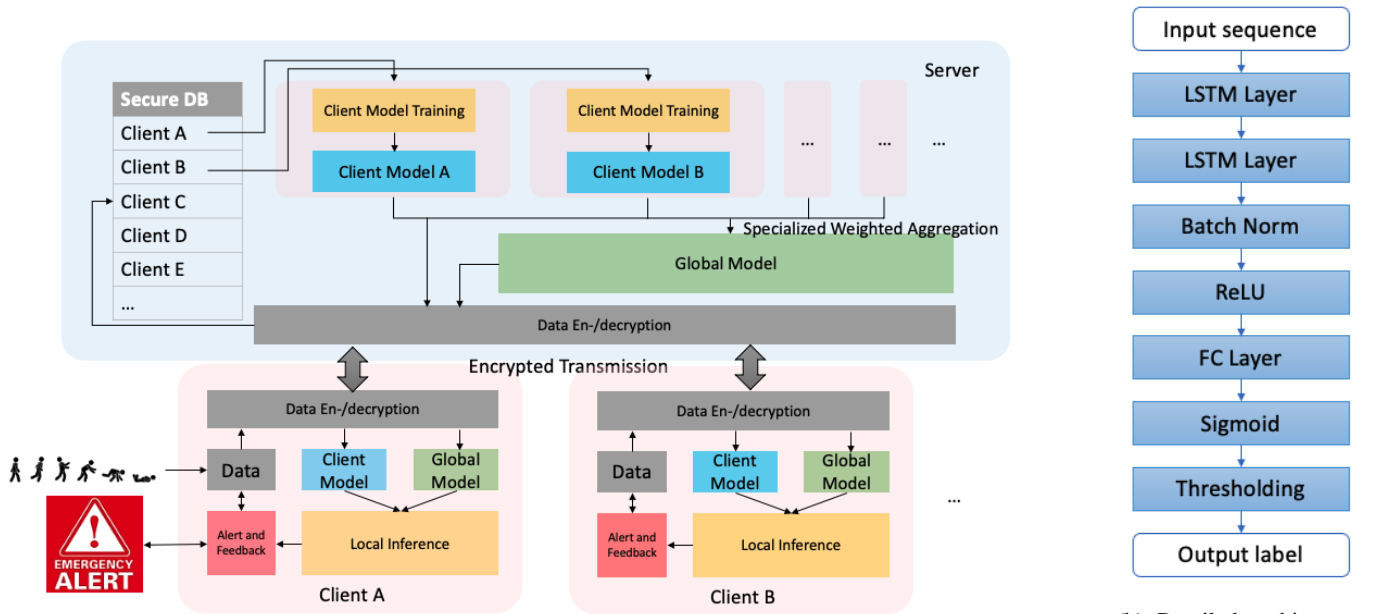 Server
Secure DB
Client A
Client B
Client C
Client D
Client E
...
Client Model Training
Client Model A
Client Model Training
Client Model B
...
...
...
Specialized Weighted Aggregation
Global Model
Data En-/decryption
Encrypted Transmission
Data En-/decryption
Data
Client
Model
Global
Model
Alert and
Feedback
Local Inference
Client A
EMERGENCY
ALERT
Data En-/decryption
Data
Client
Model
Global
Model
Alert and
Feedback
Local Inference
Client B
...
Input sequence
LSTM Layer
LSTM Layer
Batch Norm
ReLU
FC Layer
Sigmoid
Thresholding
Output label